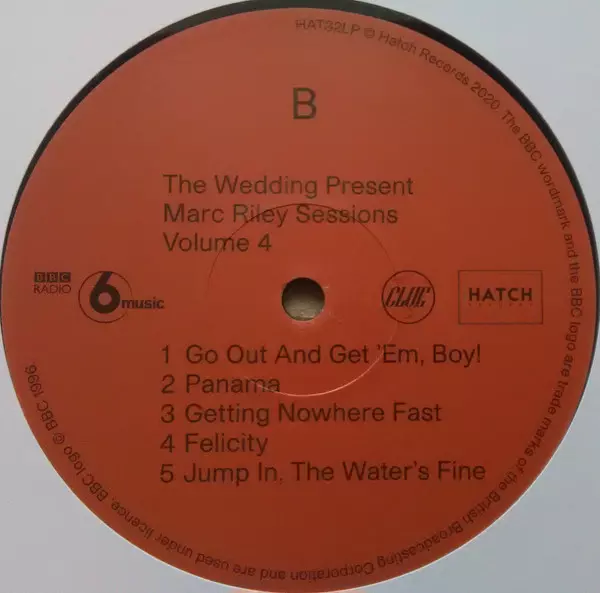 HAT32LP © Hatch Records 2020. The BBC wordmark and the BBC logo are trade marks of the British Broadcasting Corporation and are used under licence. BBC logo © BBC 1996.
B
The Wedding Present
Marc Riley Sessions
Volume 4
BBC
RADIO
6music
CLUE
HATCH
RECORDS
1 Go Out And Get 'Em, Boy!
2 Panama
3 Getting Nowhere Fast
4 Felicity
5 Jump In, The Water's Fine